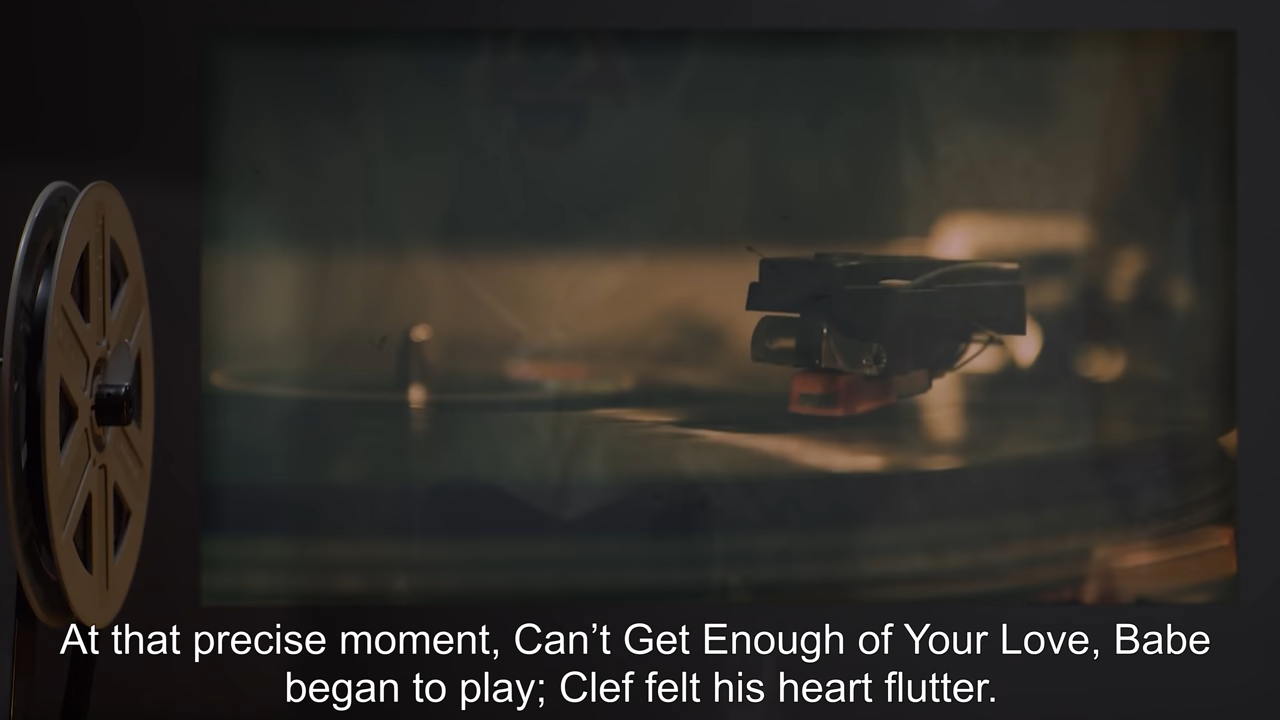 At that precise moment, Can’t Get Enough of Your Love, Babe
began to play; Clef felt his heart flutter.